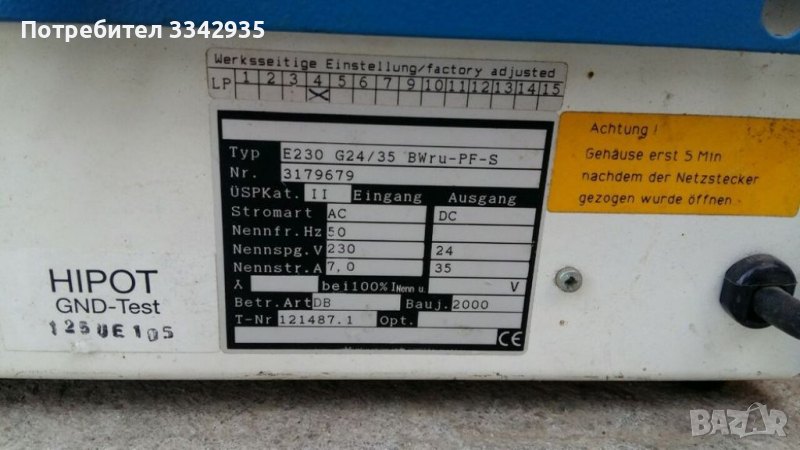 Потребител 3342935
Werksseitige Einstellung/factory adjusted
LP 1 2 3 4 5 6 7 9 10 11 12 13 14 15
Typ E230 G24/35 BWru-PF-S
Nr. 3179679
ÜSPKat. II Eingang Ausgang
Stromart AC DC
Nennfr.Hz 50
Nennspg.V 230 24
Nennstr.A 7,0 35
bei100% INenn u. V
Betr.Art DB Bauj. 2000
T-Nr 121487.1 Opt.
CE
Achtung !
Gehäuse erst 5 Min
nachdem der Netzstecker
gezogen wurde öffnen
HIPOT
GND-Test
125UE105
BAZAR